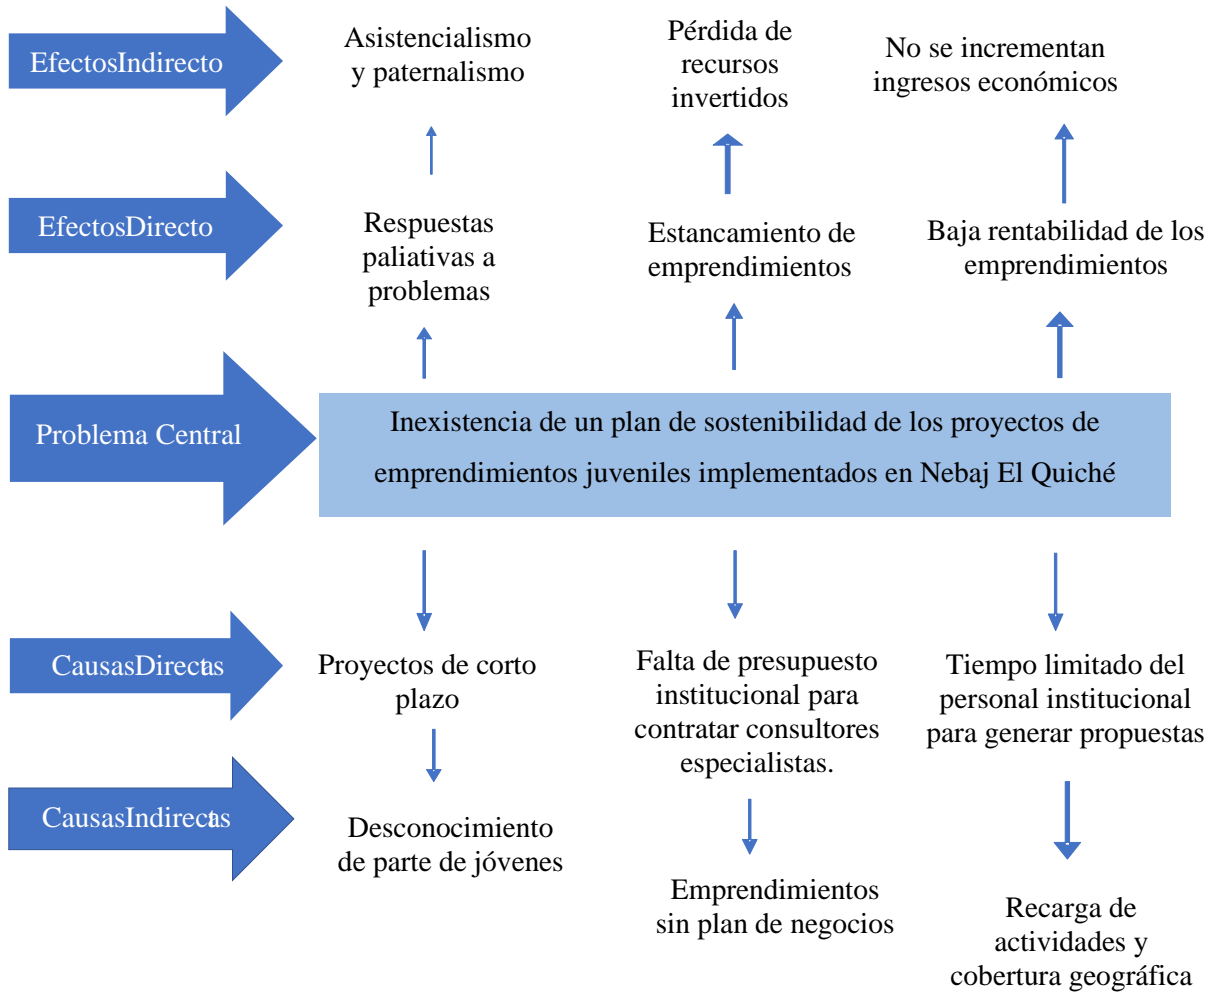 EfectosIndirecto
Asistencialismo
y paternalismo
Pérdida de
recursos
invertidos
No se incrementan
ingresos económicos
EfectosDirecto
Respuestas
paliativas a
problemas
Estancamiento de
emprendimientos
Baja rentabilidad de los
emprendimientos
Problema Central
Inexistencia de un plan de sostenibilidad de los proyectos de
emprendimientos juveniles implementados en Nebaj El Quiché
CausasDirectas
Proyectos de corto
plazo
Falta de presupuesto
institucional para
contratar consultores
especialistas.
Tiempo limitado del
personal institucional
para generar propuestas
CausasIndirectas
Desconocimiento
de parte de jóvenes
Emprendimientos
sin plan de negocios
Recarga de
actividades y
cobertura geográfica